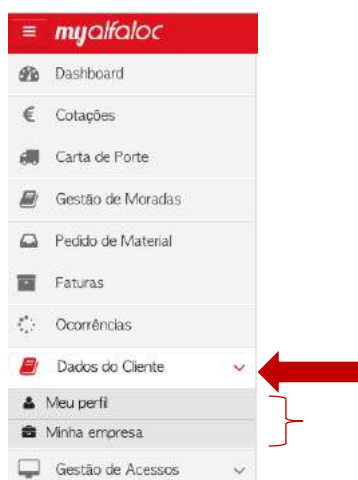 myalfaloc
Dashboard
Cotações
Carta de Porte
Gestão de Moradas
Pedido de Material
Faturas
Ocorrências
Dados do Cliente
Meu perfil
Minha empresa
Gestão de Acessos